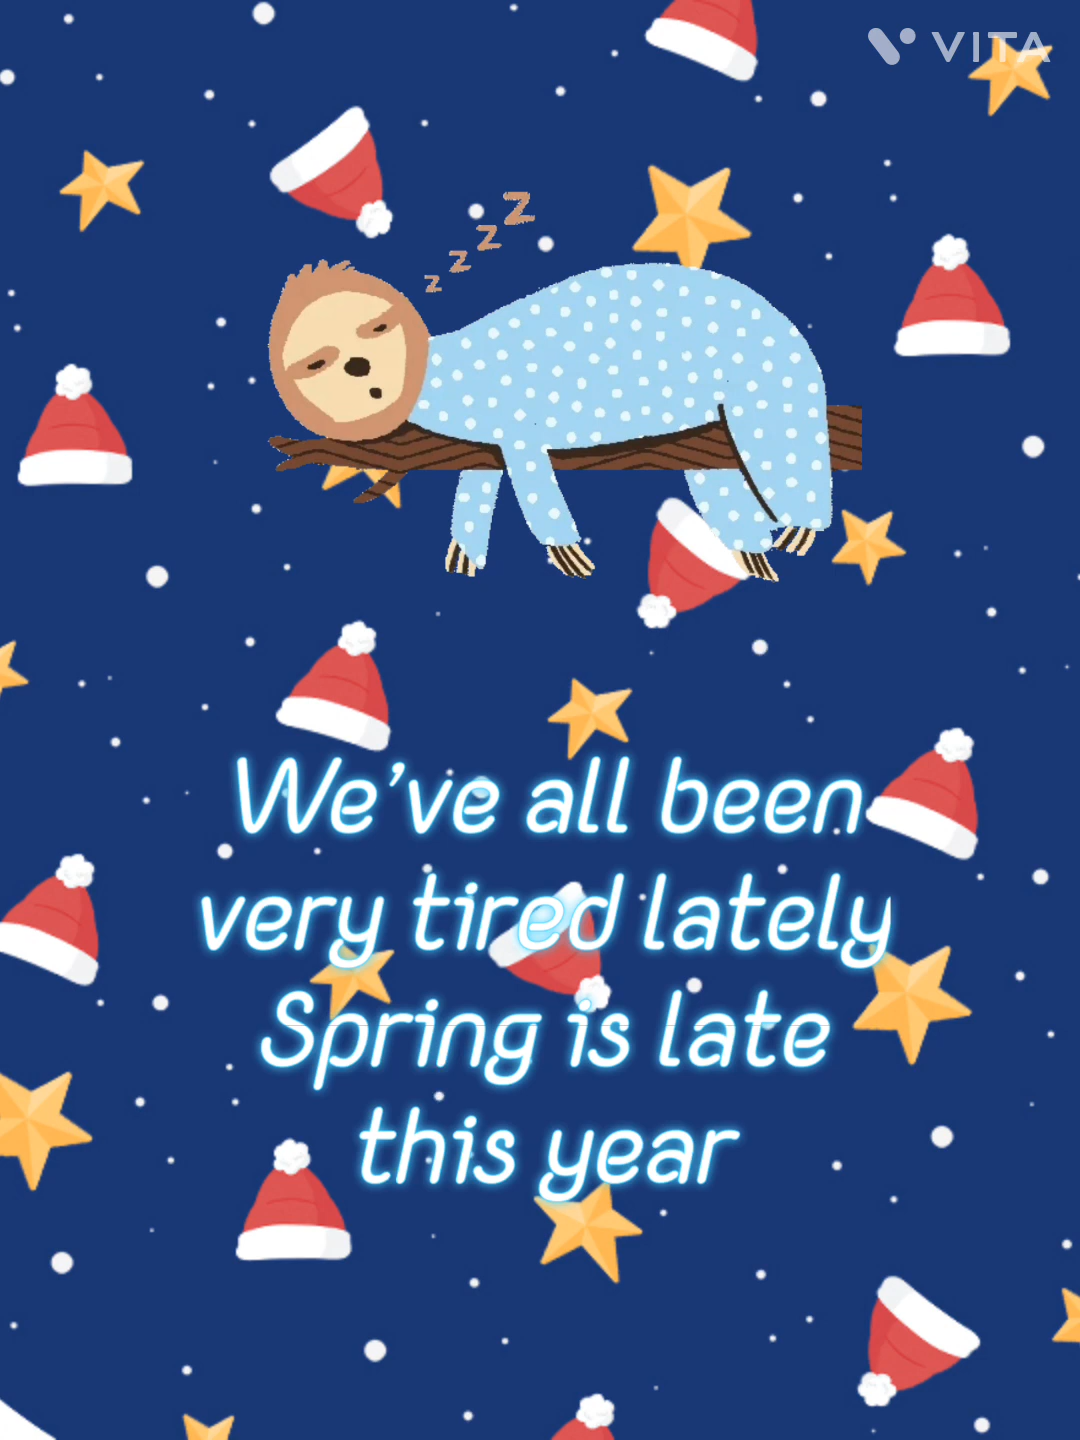 VITA
z z z z
We've all been
very tired lately
Spring is late
this year